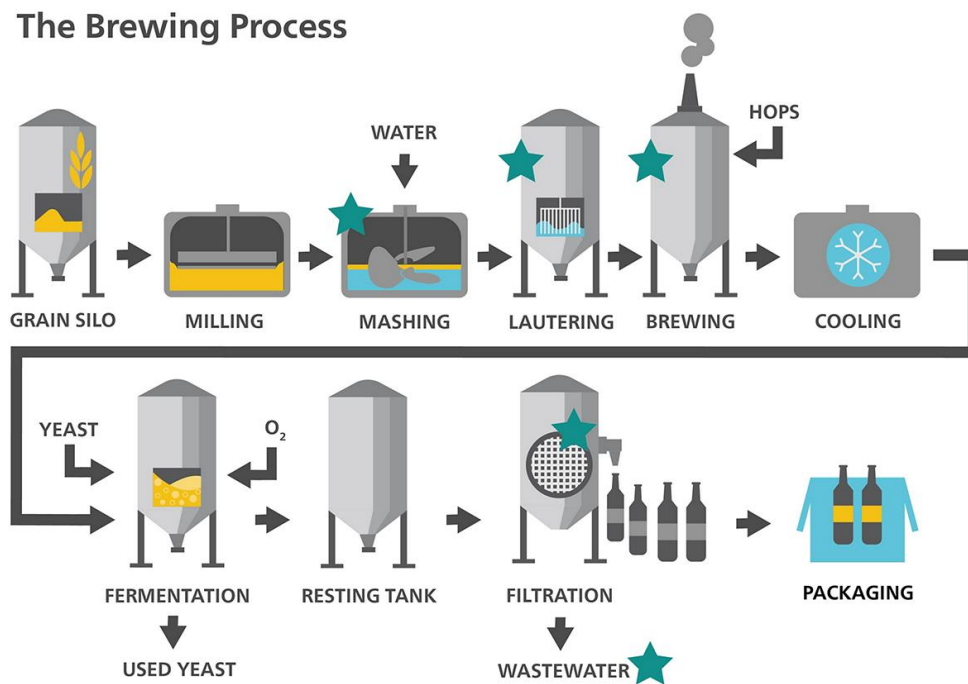 The Brewing Process
WATER
HOPS
GRAIN SILO
MILLING
MASHING
LAUTERING
BREWING
COOLING
YEAST
O₂
FERMENTATION
RESTING TANK
FILTRATION
PACKAGING
USED YEAST
WASTEWATER